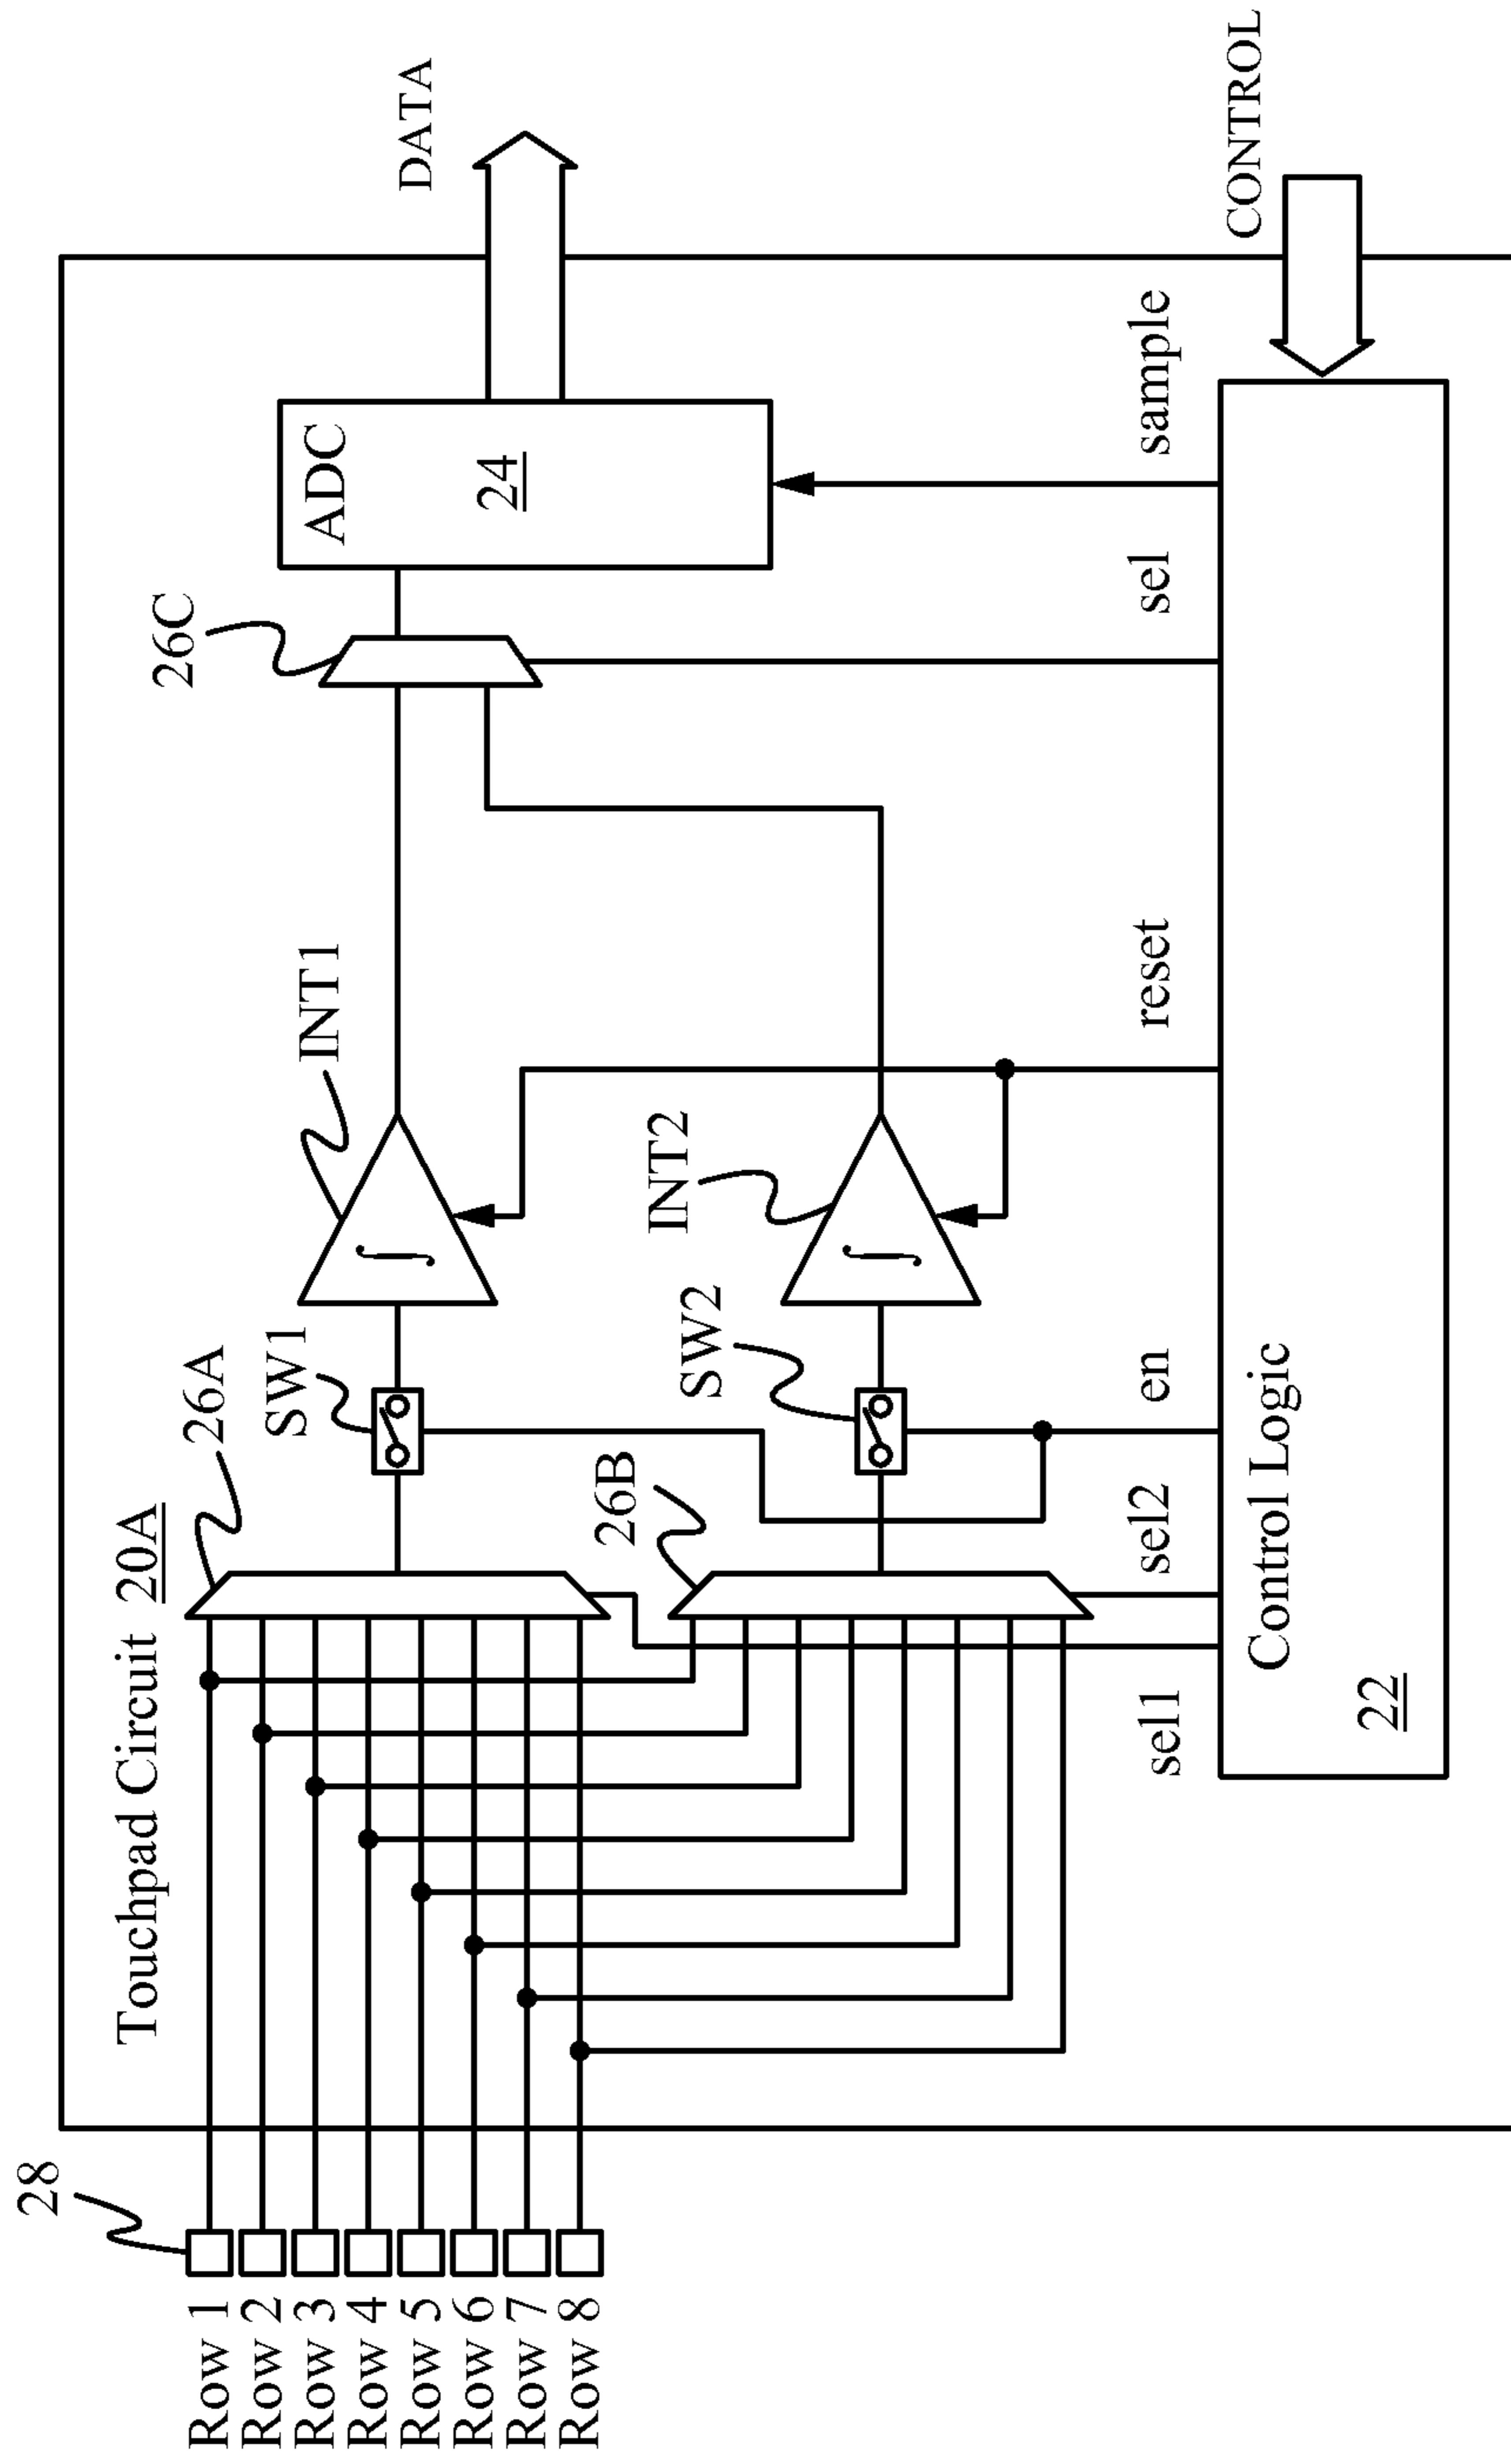 Touchpad Circuit 20A
28
Row 1
Row 2
Row 3
Row 4
Row 5
Row 6
Row 7
Row 8
26A
SW1
INT1
∫
26C
ADC
24
DATA
26B
SW2
INT2
∫
sel1
sel2
en
reset
sel
sample
CONTROL
Control Logic
22